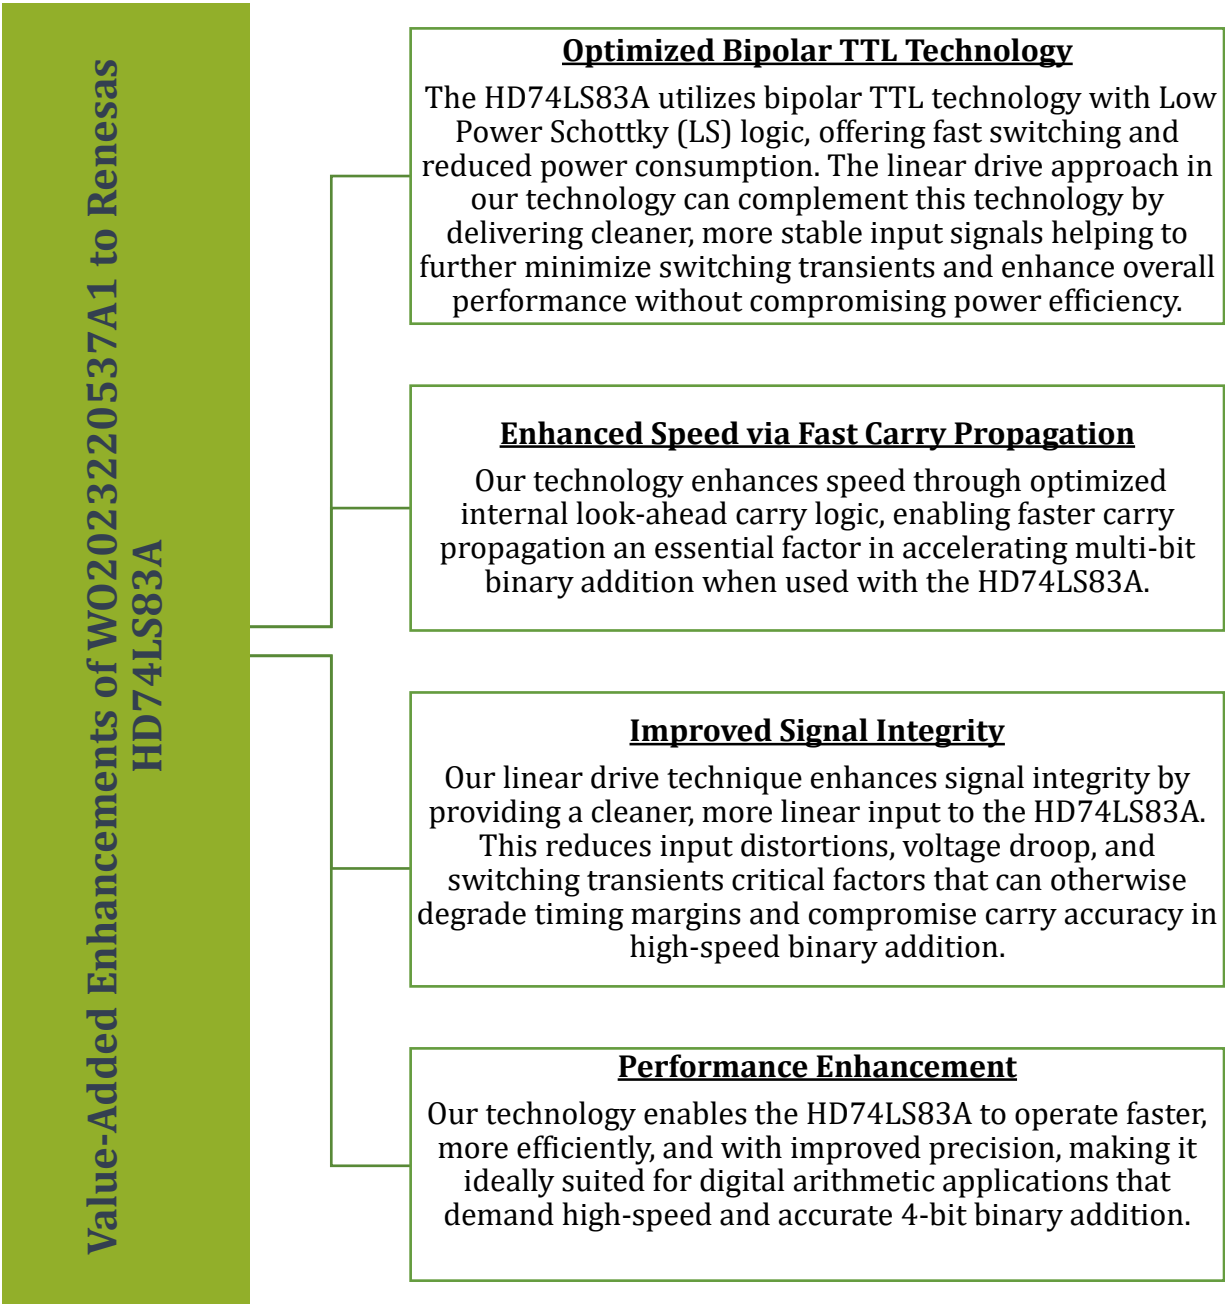 Value-Added Enhancements of WO2023220537A1 to Renesas
HD74LS83A
Optimized Bipolar TTL Technology
The HD74LS83A utilizes bipolar TTL technology with Low
Power Schottky (LS) logic, offering fast switching and
reduced power consumption. The linear drive approach in
our technology can complement this technology by
delivering cleaner, more stable input signals helping to
further minimize switching transients and enhance overall
performance without compromising power efficiency.
Enhanced Speed via Fast Carry Propagation
Our technology enhances speed through optimized
internal look-ahead carry logic, enabling faster carry
propagation an essential factor in accelerating multi-bit
binary addition when used with the HD74LS83A.
Improved Signal Integrity
Our linear drive technique enhances signal integrity by
providing a cleaner, more linear input to the HD74LS83A.
This reduces input distortions, voltage droop, and
switching transients critical factors that can otherwise
degrade timing margins and compromise carry accuracy in
high-speed binary addition.
Performance Enhancement
Our technology enables the HD74LS83A to operate faster,
more efficiently, and with improved precision, making it
ideally suited for digital arithmetic applications that
demand high-speed and accurate 4-bit binary addition.